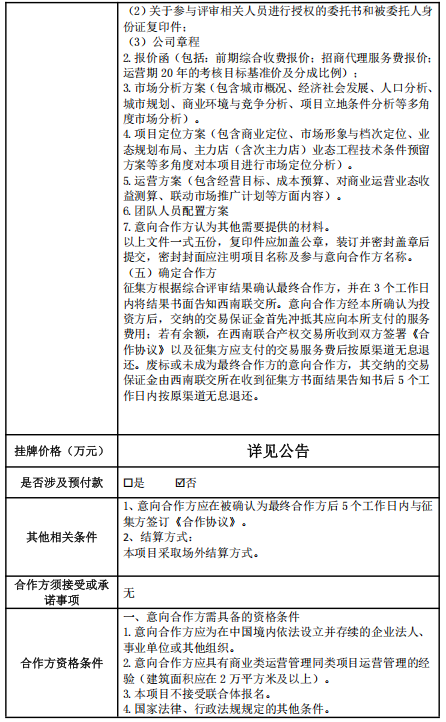 （2）关于参与评审相关人员进行授权的委托书和被委托人身
份证复印件；
（3）公司章程
2.报价函（包括：前期综合收费报价；招商代理服务费报价；
运营期 20 年的考核目标基准价及分成比例）；
3.市场分析方案（包含城市概况、经济社会发展、人口分析、
城市规划、商业环境与竞争分析、项目立地条件分析等多角
度市场分析）。
4.项目定位方案（包含商业定位、市场形象与档次定位、业
态规划布局、主力店（含次主力店）业态工程技术条件预留
方案等多角度对本项目进行市场定位分析）。
5.运营方案（包含经营目标、成本预算、对商业运营业态收
益测算、联动市场推广计划等方面内容）。
6.团队人员配置方案
7.意向合作方认为其他需要提供的材料。
以上文件一式五份，复印件应加盖公章，装订并密封盖章后
提交，密封封面应注明项目名称及参与意向合作方名称。
（五）确定合作方
征集方根据综合评审结果确认最终合作方，并在 3 个工作日
内将结果书面告知西南联交所。意向合作方经本所确认为投
资方后，交纳的交易保证金首先冲抵其应向本所支付的服务
费用；若有余额，在西南联合产权交易所收到双方签署《合
作协议》以及征集方应支付的交易服务费后按原渠道无息退
还。废标或未成为最终合作方的意向合作方，其交纳的交易
保证金由西南联交所在收到征集方书面结果告知书后 5 个工
作日内按原渠道无息退还。
挂牌价格（万元）
详见公告
是否涉及预付款
☐是 ☑否
其他相关条件
1、意向合作方应在被确认为最终合作方后 5 个工作日内与征
集方签订《合作协议》。
2、结算方式：
本项目采取场外结算方式。
合作方须接受或承
诺事项
无
合作方资格条件
一、意向合作方需具备的资格条件
1.意向合作方应为在中国境内依法设立并存续的企业法人、
事业单位或其他组织。
2.意向合作方应具有商业类运营管理同类项目运营管理的经
验（建筑面积应在 2 万平方米及以上）。
3.本项目不接受联合体报名。
4.国家法律、行政法规规定的其他条件。